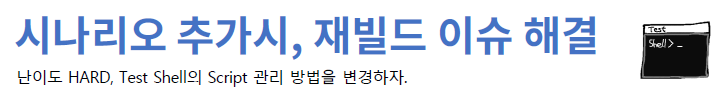 시나리오 추가시, 재빌드 이슈 해결
난이도 HARD, Test Shell의 Script 관리 방법을 변경하자.
Test
Shell > _